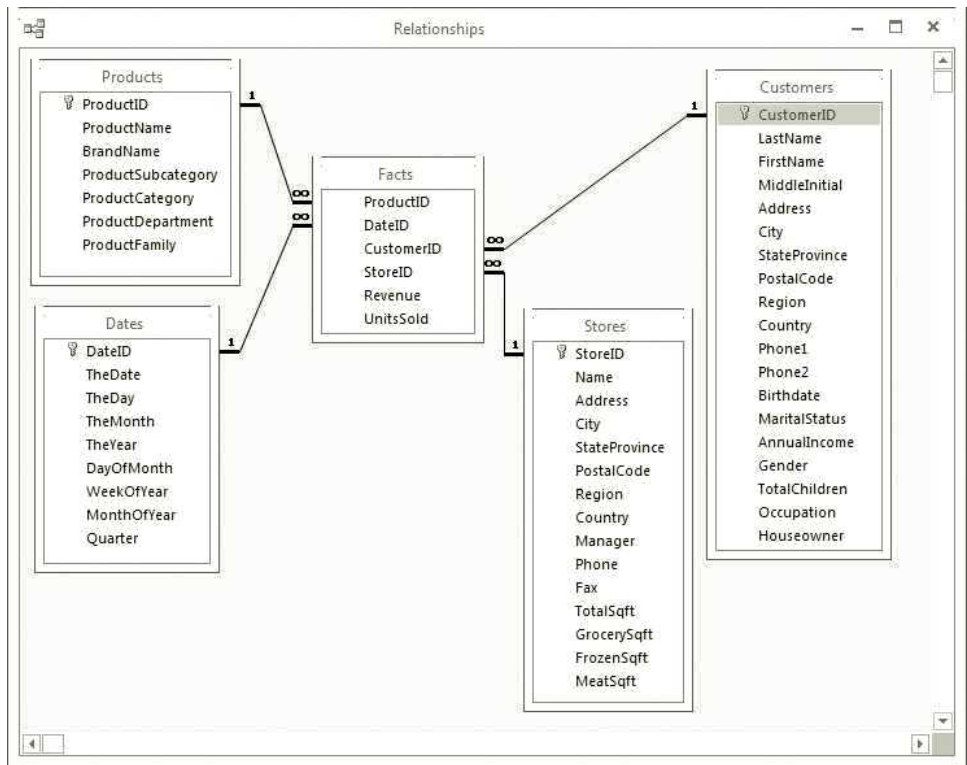 Relationships
Products
ProductID
ProductName
BrandName
ProductSubcategory
ProductCategory
ProductDepartment
ProductFamily
1
∞
∞
Dates
DateID
TheDate
TheDay
TheMonth
TheYear
DayOfMonth
WeekOfYear
MonthOfYear
Quarter
1
Facts
ProductID
DateID
CustomerID
StoreID
Revenue
UnitsSold
∞
∞
1
Stores
StoreID
Name
Address
City
StateProvince
PostalCode
Region
Country
Manager
Phone
Fax
TotalSqft
GrocerySqft
FrozenSqft
MeatSqft
1
Customers
CustomerID
LastName
FirstName
MiddleInitial
Address
City
StateProvince
PostalCode
Region
Country
Phone1
Phone2
Birthdate
MaritalStatus
AnnualIncome
Gender
TotalChildren
Occupation
Houseowner